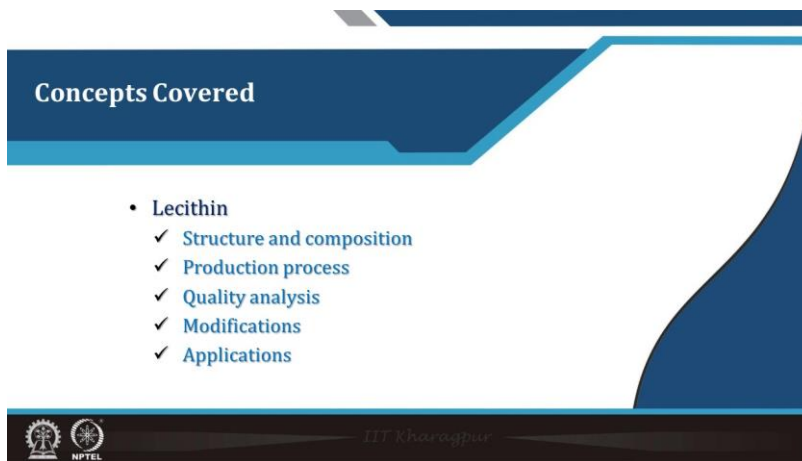 Concepts Covered
• Lecithin
✓ Structure and composition
✓ Production process
✓ Quality analysis
✓ Modifications
✓ Applications
NPTEL
IIT Kharagpur